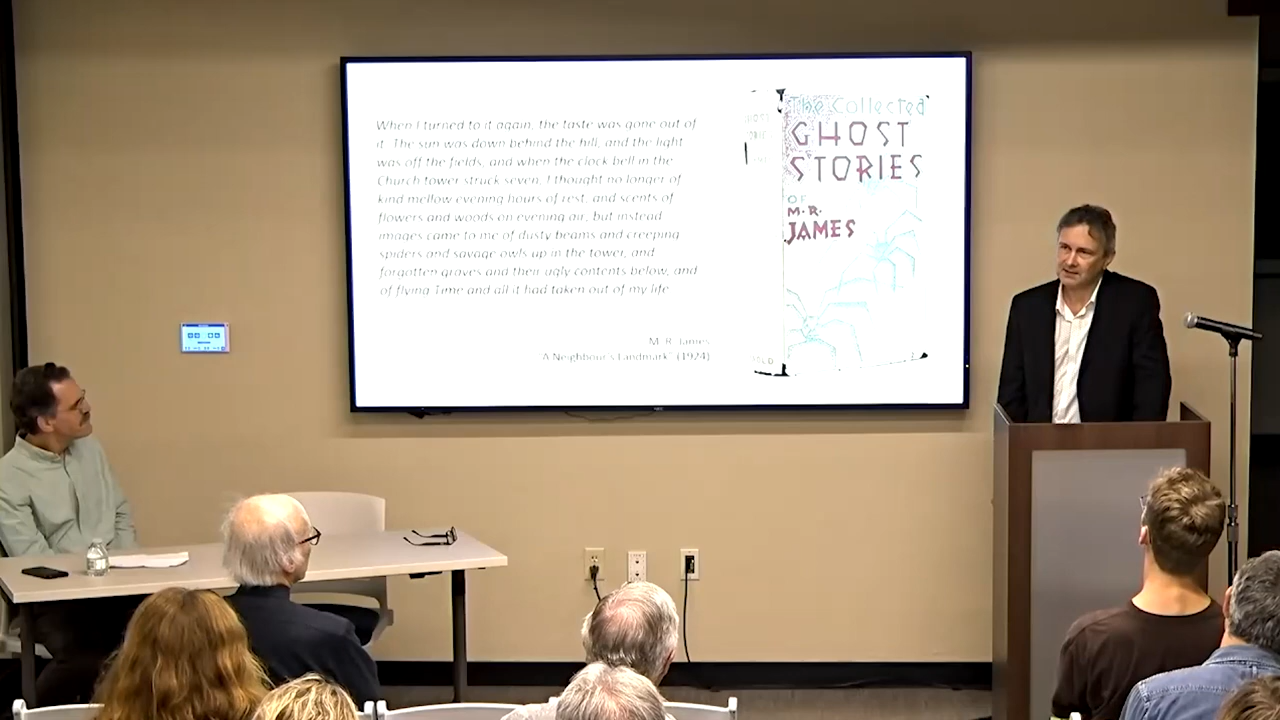 When I turned to it again, the taste was gone out of
it. The sun was down behind the hill, and the light
was off the fields, and when the clock bell in the
Church tower struck seven, I thought no longer of
kind mellow evening hours of rest, and scents of
flowers and woods on evening air, but instead
images came to me of dusty beams and creeping
spiders and savage owls up in the tower, and
forgotten graves and their ugly contents below, and
of flying Time and all it had taken out of my life
M. R. James
A Neighbour's Landmark" (1924)
The Collected
GHOST
STORIES
OF
M·R·
JAMES